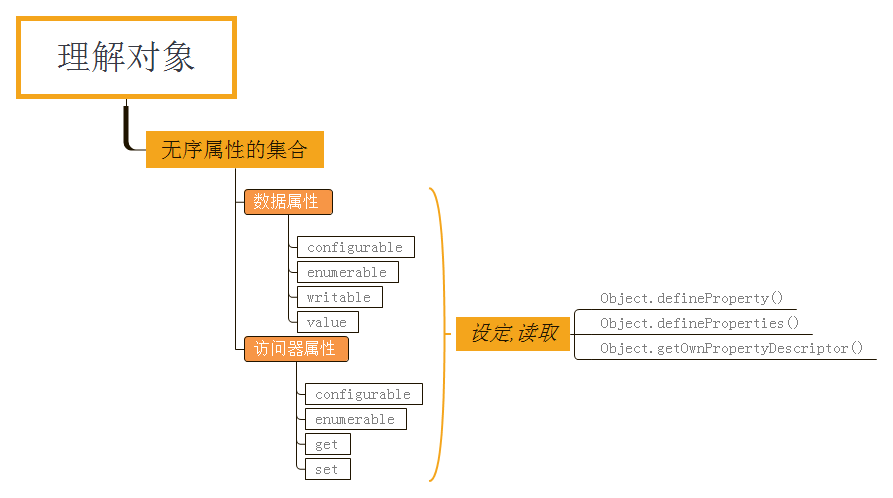 理解对象
无序属性的集合
数据属性
configurable
enumerable
writable
value
访问器属性
configurable
enumerable
get
set
设定,读取
Object.defineProperty()
Object.defineProperties()
Object.getOwnPropertyDescriptor()